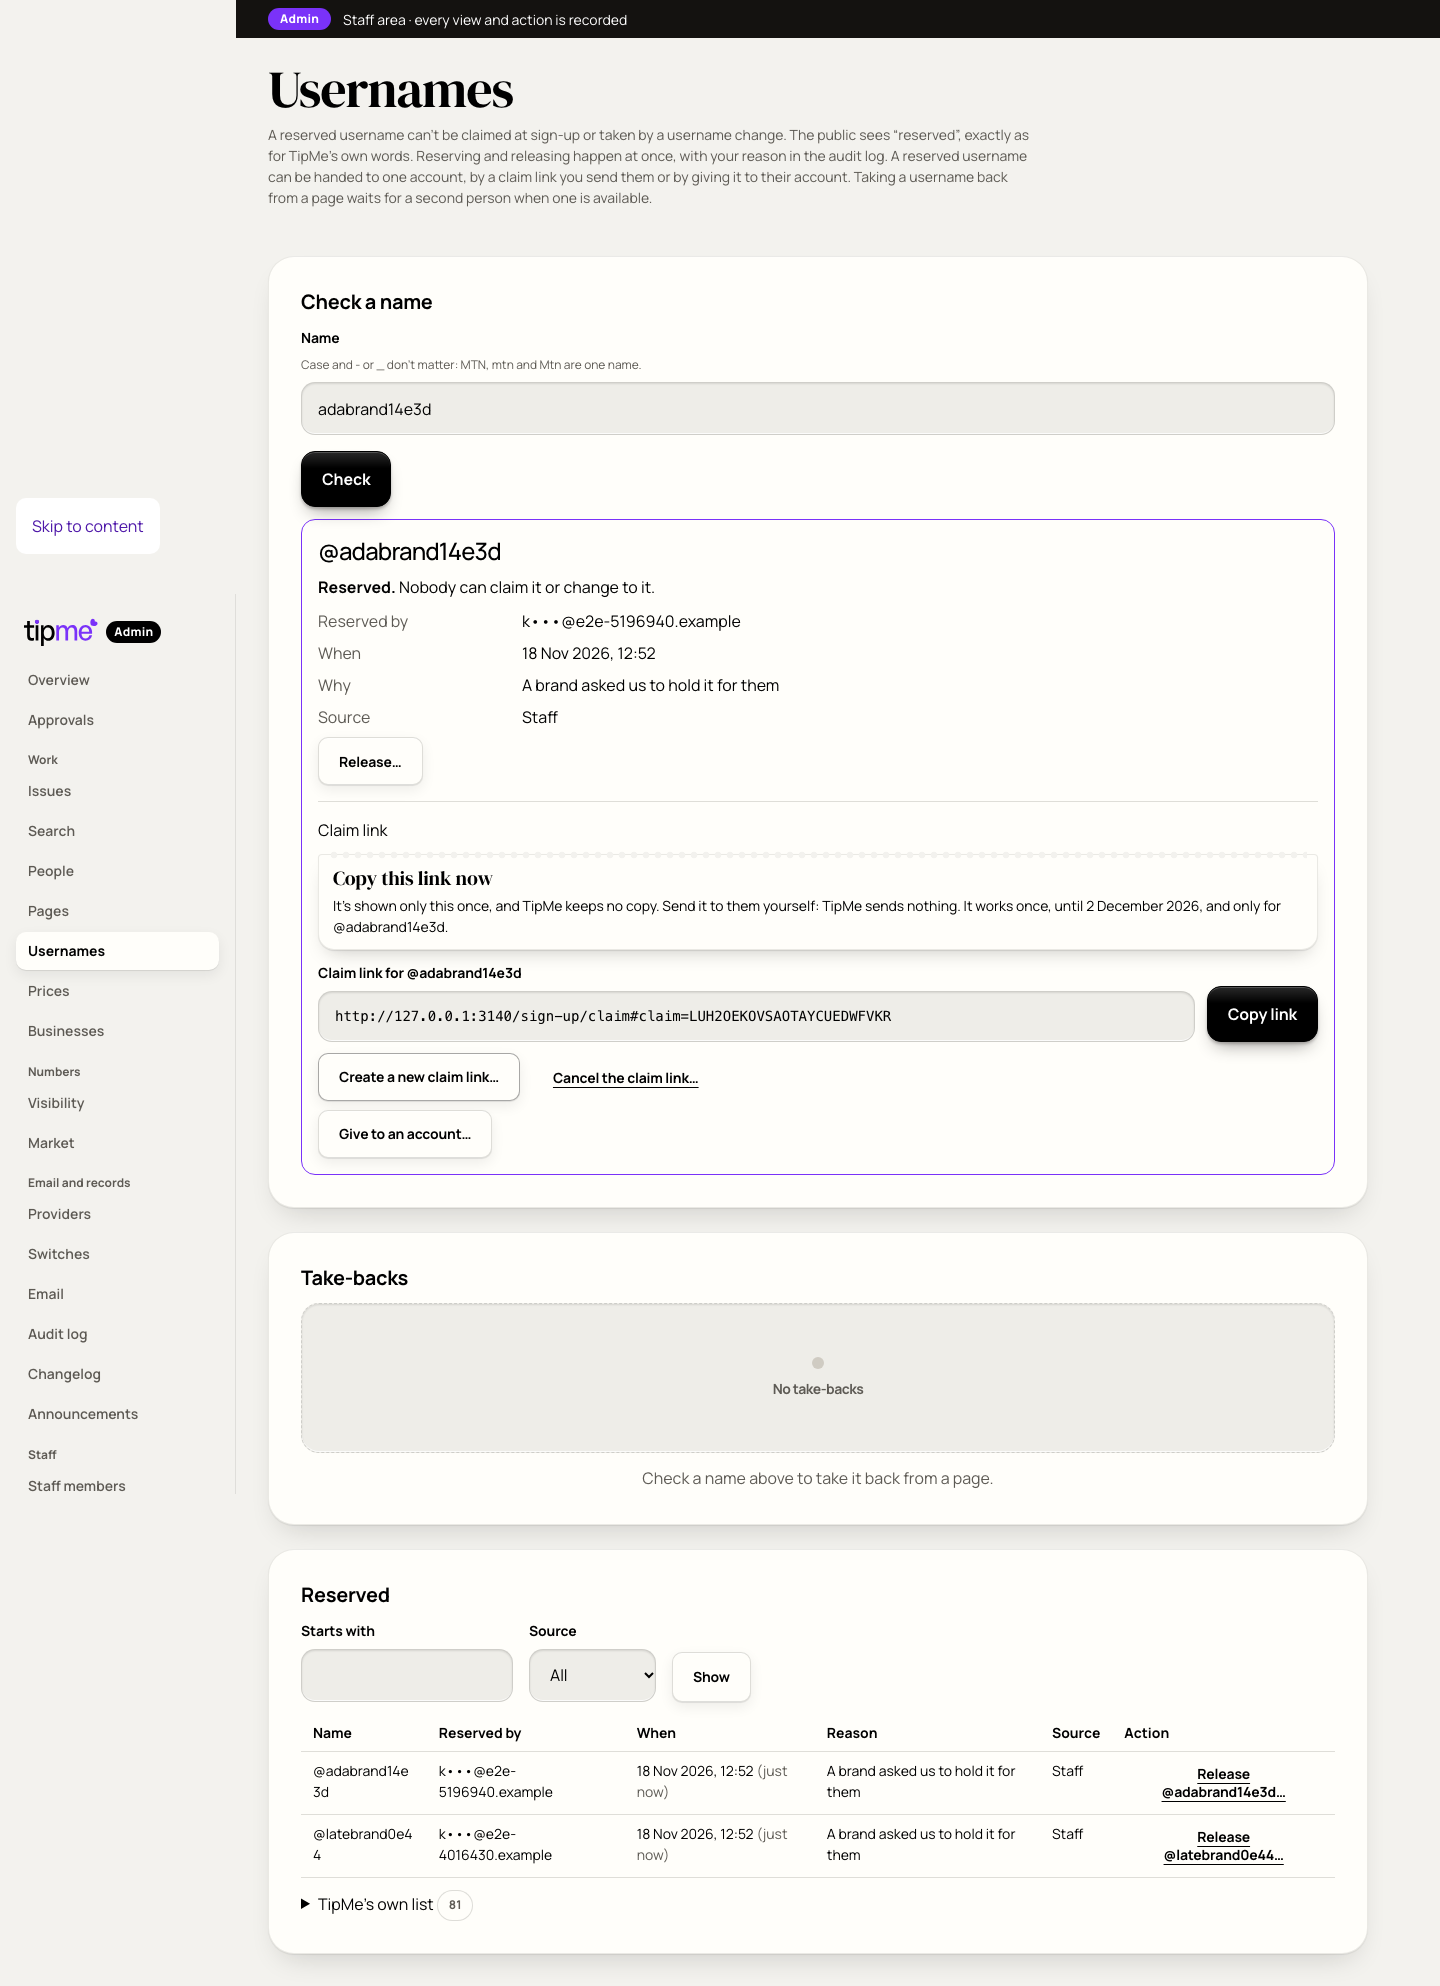 Admin Staff area · every view and action is recorded
Usernames
A reserved username can't be claimed at sign-up or taken by a username change. The public sees “reserved”, exactly as
for TipMe's own words. Reserving and releasing happen at once, with your reason in the audit log. A reserved username
can be handed to one account, by a claim link you send them or by giving it to their account. Taking a username back
from a page waits for a second person when one is available.
Skip to content
tipme Admin
Overview
Approvals
Work
Issues
Search
People
Pages
Usernames
Prices
Businesses
Numbers
Visibility
Market
Email and records
Providers
Switches
Email
Audit log
Changelog
Announcements
Staff
Staff members
Check a name
Name
Case and - or _ don't matter: MTN, mtn and Mtn are one name.
adabrand14e3d
Check
@adabrand14e3d
Reserved. Nobody can claim it or change to it.
Reserved by k•••@e2e-5196940.example
When 18 Nov 2026, 12:52
Why A brand asked us to hold it for them
Source Staff
Release…
Claim link
Copy this link now
It's shown only this once, and TipMe keeps no copy. Send it to them yourself: TipMe sends nothing. It works once, until 2 December 2026, and only for
@adabrand14e3d.
Claim link for @adabrand14e3d
http://127.0.0.1:3140/sign-up/claim#claim=LUH2OEKOVSAOTAYCUEDWFVKR
Copy link
Create a new claim link… Cancel the claim link…
Give to an account…
Take-backs
No take-backs
Check a name above to take it back from a page.
Reserved
Starts with Source
All Show
Name Reserved by When Reason Source Action
@adabrand14e k•••@e2e- 18 Nov 2026, 12:52 (just A brand asked us to hold it for Staff Release
3d 5196940.example now) them @adabrand14e3d…
@latebrand0e4 k•••@e2e- 18 Nov 2026, 12:52 (just A brand asked us to hold it for Staff Release
4 4016430.example now) them @latebrand0e44…
TipMe's own list 81